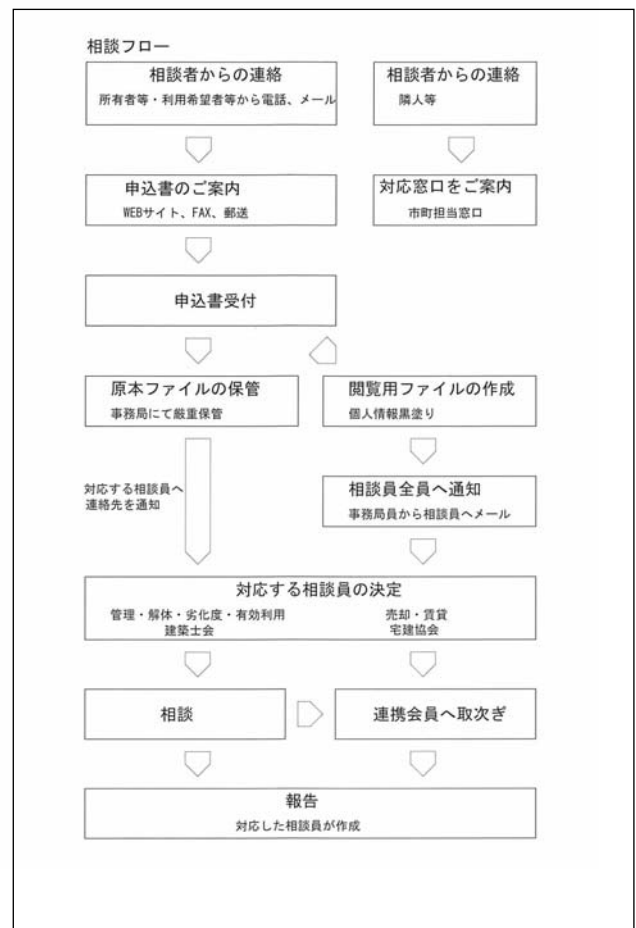 相談フロー
相談者からの連絡
所有者等・利用希望者等から電話、メール
相談者からの連絡
隣人等
申込書のご案内
WEBサイト、FAX、郵送
対応窓口をご案内
市町担当窓口
申込書受付
原本ファイルの保管
事務局にて厳重保管
閲覧用ファイルの作成
個人情報黒塗り
対応する相談員へ
連絡先を通知
相談員全員へ通知
事務局員から相談員へメール
対応する相談員の決定
管理・解体・劣化度・有効利用
建築士会
売却・賃貸
宅建協会
相談
連携会員へ取次ぎ
報告
対応した相談員が作成